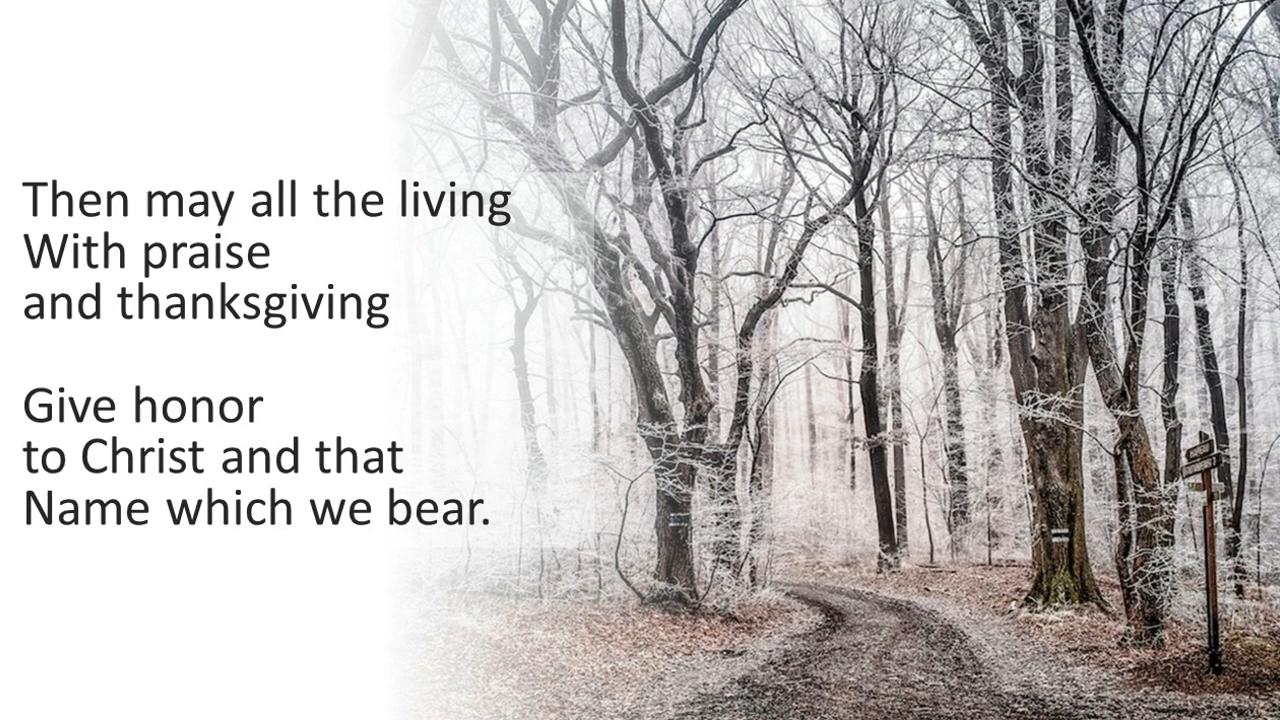 Then may all the living
With praise
and thanksgiving
Give honor
to Christ and that
Name which we bear.